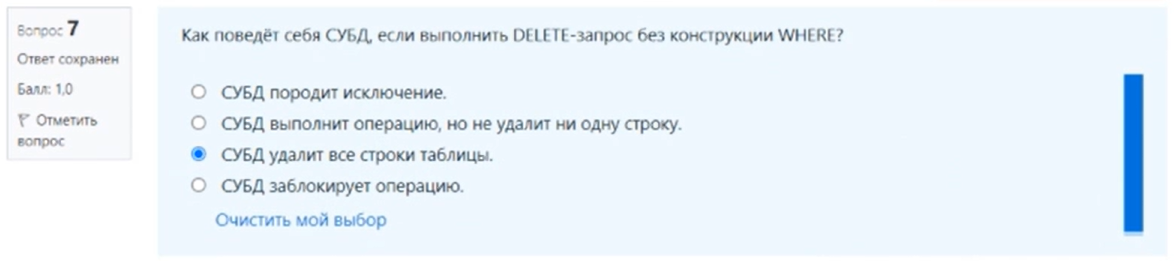 Вопрос 7
Ответ сохранен
Балл: 1,0
Отметить
вопрос
Как поведёт себя СУБД, если выполнить DELETE-запрос без конструкции WHERE?
СУБД породит исключение.
СУБД выполнит операцию, но не удалит ни одну строку.
СУБД удалит все строки таблицы.
СУБД заблокирует операцию.
Очистить мой выбор